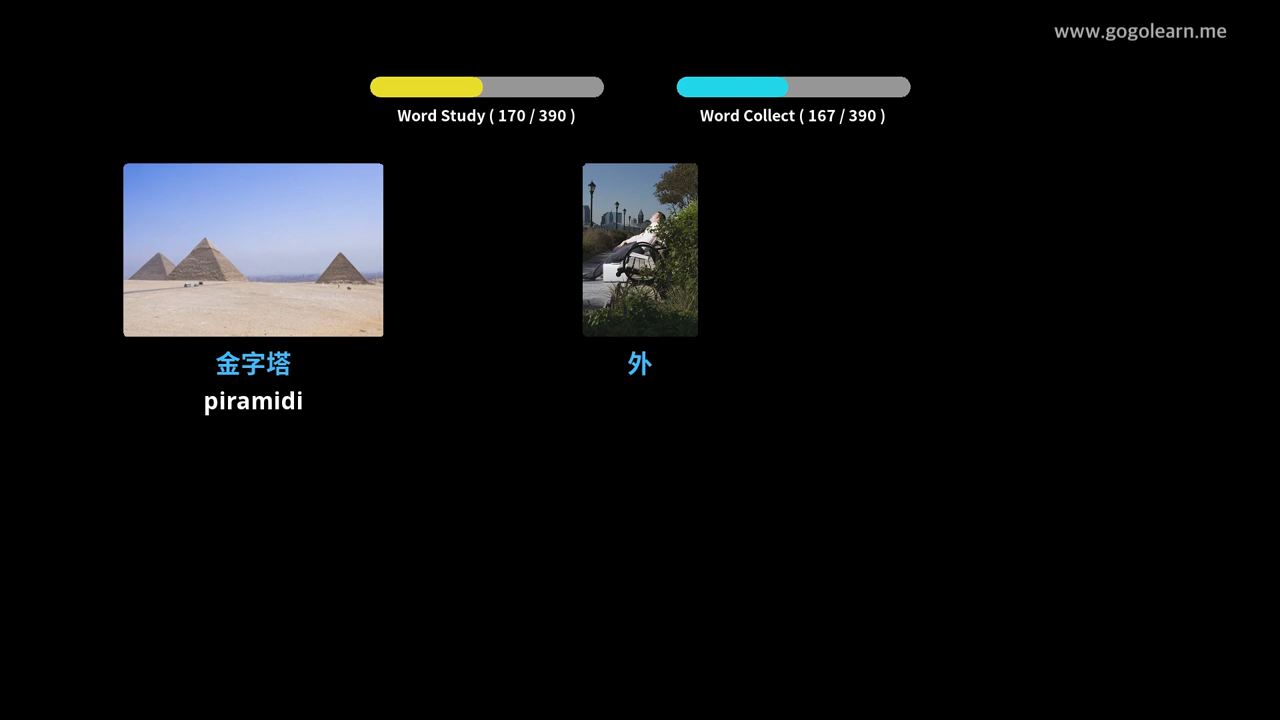 www.gogolearn.me
Word Study ( 170 / 390 )
Word Collect ( 167 / 390 )
金字塔
piramidi
外